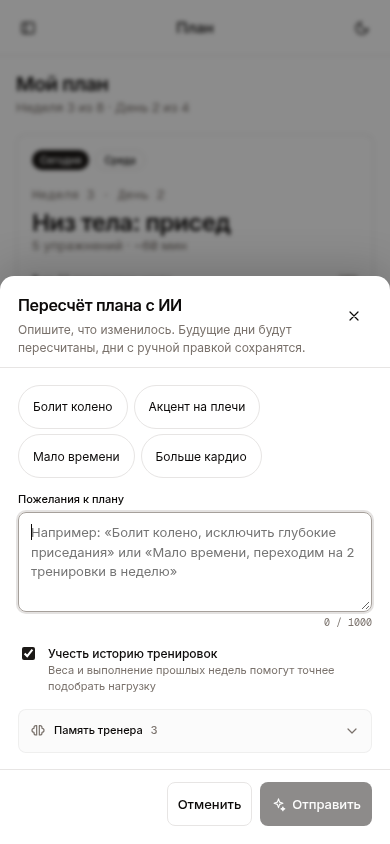 План
Мой план
Неделя 3 из 8 · День 2 из 4
Сегодня
Среда
Неделя 3 · День 2
Низ тела: присед
5 упражнений · ~68 мин
Пересчёт плана с ИИ
Опишите, что изменилось. Будущие дни будут
пересчитаны, дни с ручной правкой сохранятся.
Болит колено
Акцент на плечи
Мало времени
Больше кардио
Пожелания к плану
Например: «Болит колено, исключить глубокие
приседания» или «Мало времени, переходим на 2
тренировки в неделю»
0 / 1000
Учесть историю тренировок
Веса и выполнение прошлых недель помогут точнее
подобрать нагрузку
Память тренера 3
Отменить
Отправить